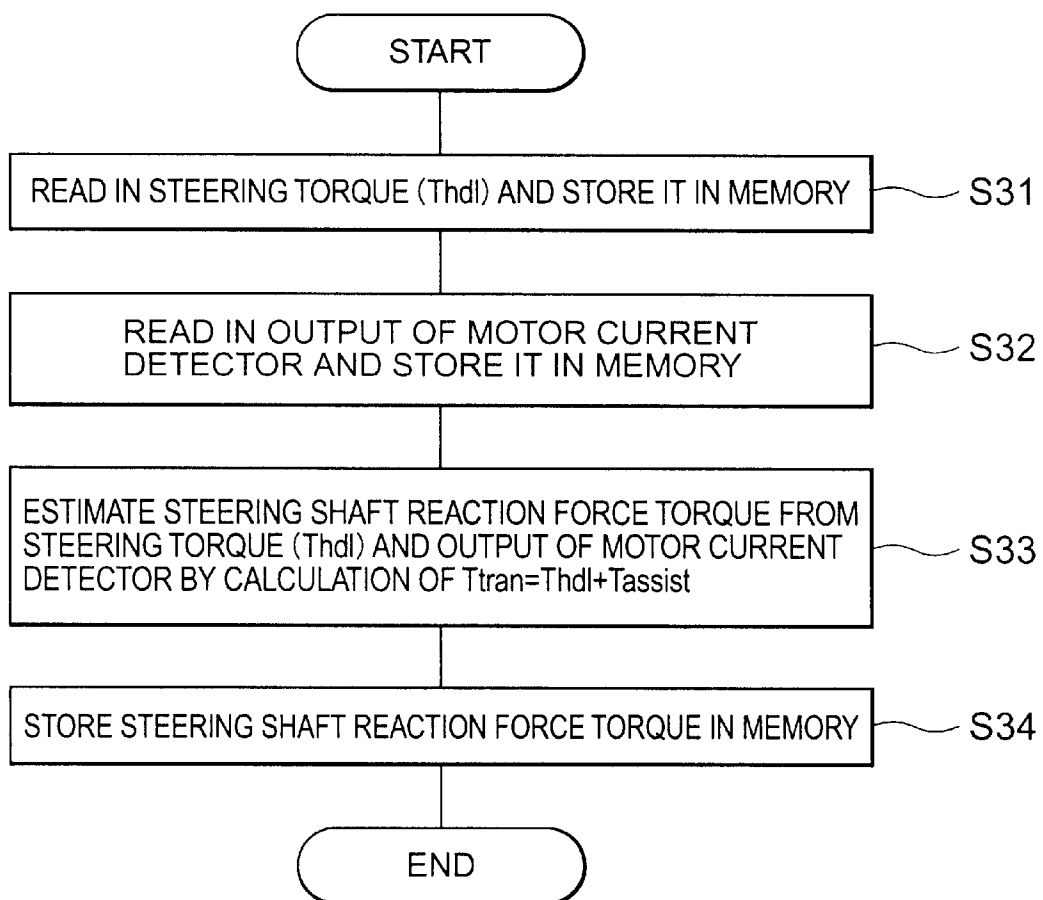 START
READ IN STEERING TORQUE (Thdl) AND STORE IT IN MEMORY
S31
READ IN OUTPUT OF MOTOR CURRENT
DETECTOR AND STORE IT IN MEMORY
S32
ESTIMATE STEERING SHAFT REACTION FORCE TORQUE FROM
STEERING TORQUE (Thdl) AND OUTPUT OF MOTOR CURRENT
DETECTOR BY CALCULATION OF Ttran=Thdl+Tassist
S33
STORE STEERING SHAFT REACTION FORCE TORQUE IN MEMORY
S34
END